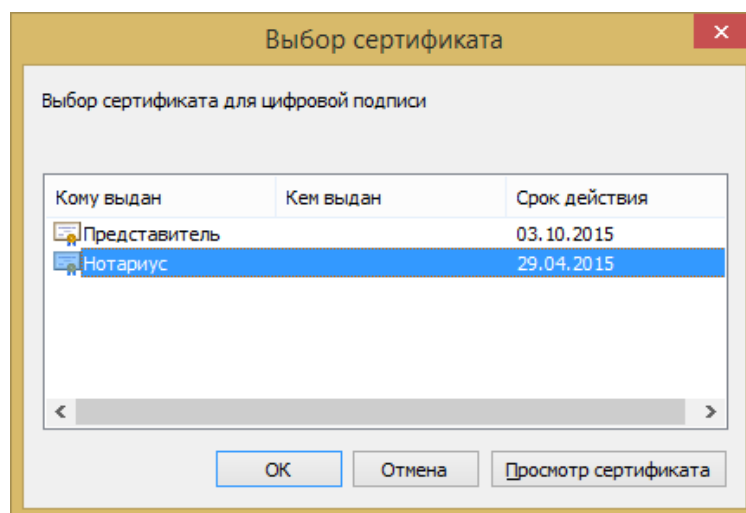 Выбор сертификата
Выбор сертификата для цифровой подписи
Кому выдан Кем выдан Срок действия
Представитель 03.10.2015
Нотариус 29.04.2015
ОК Отмена Просмотр сертификата